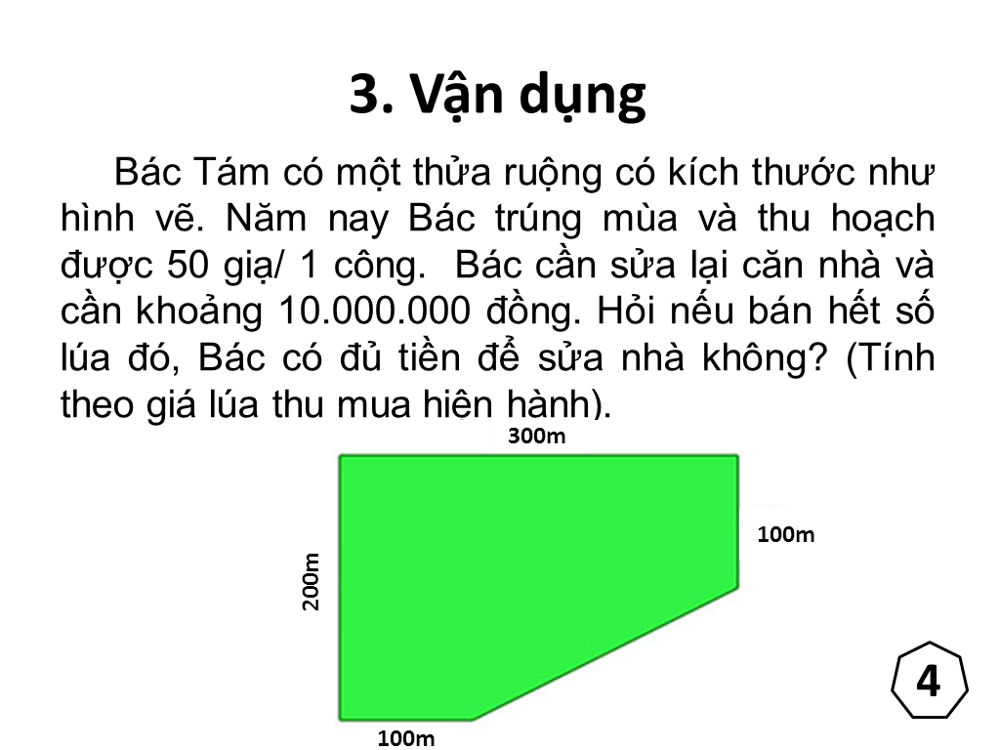 3. Vận dụng
Bác Tám có một thửa ruộng có kích thước như
hình vẽ. Năm nay Bác trúng mùa và thu hoạch
được 50 giạ/ 1 công. Bác cần sửa lại căn nhà và
cần khoảng 10.000.000 đồng. Hỏi nếu bán hết số
lúa đó, Bác có đủ tiền để sửa nhà không? (Tính
theo giá lúa thu mua hiện hành).
300m
100m
200m
4
100m